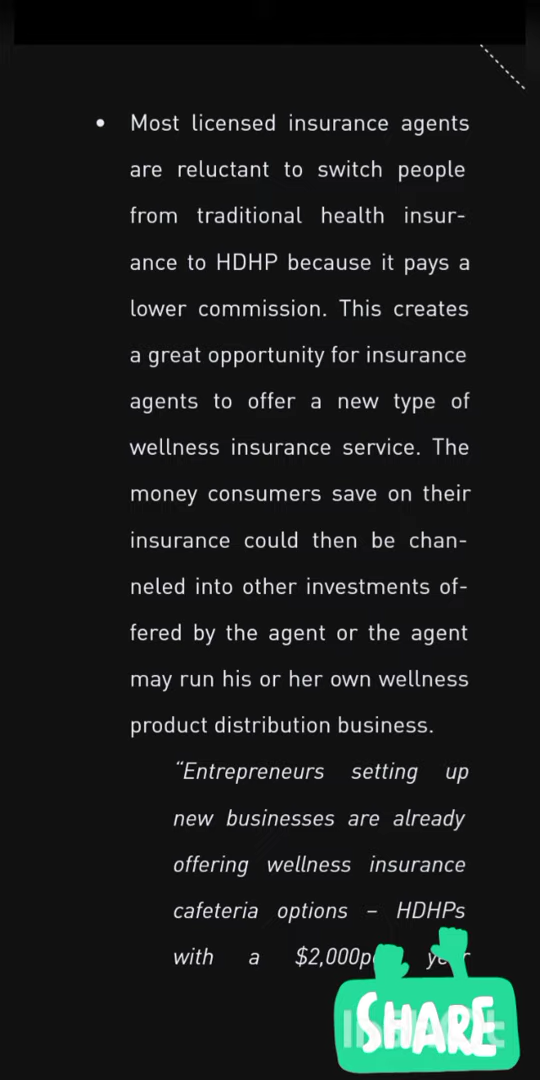 • Most licensed insurance agents
are reluctant to switch people
from traditional health insur-
ance to HDHP because it pays a
lower commission. This creates
a great opportunity for insurance
agents to offer a new type of
wellness insurance service. The
money consumers save on their
insurance could then be chan-
neled into other investments of-
fered by the agent or the agent
may run his or her own wellness
product distribution business.
“Entrepreneurs setting up
new businesses are already
offering wellness insurance
cafeteria options – HDHPs
with a $2,000
SHARE